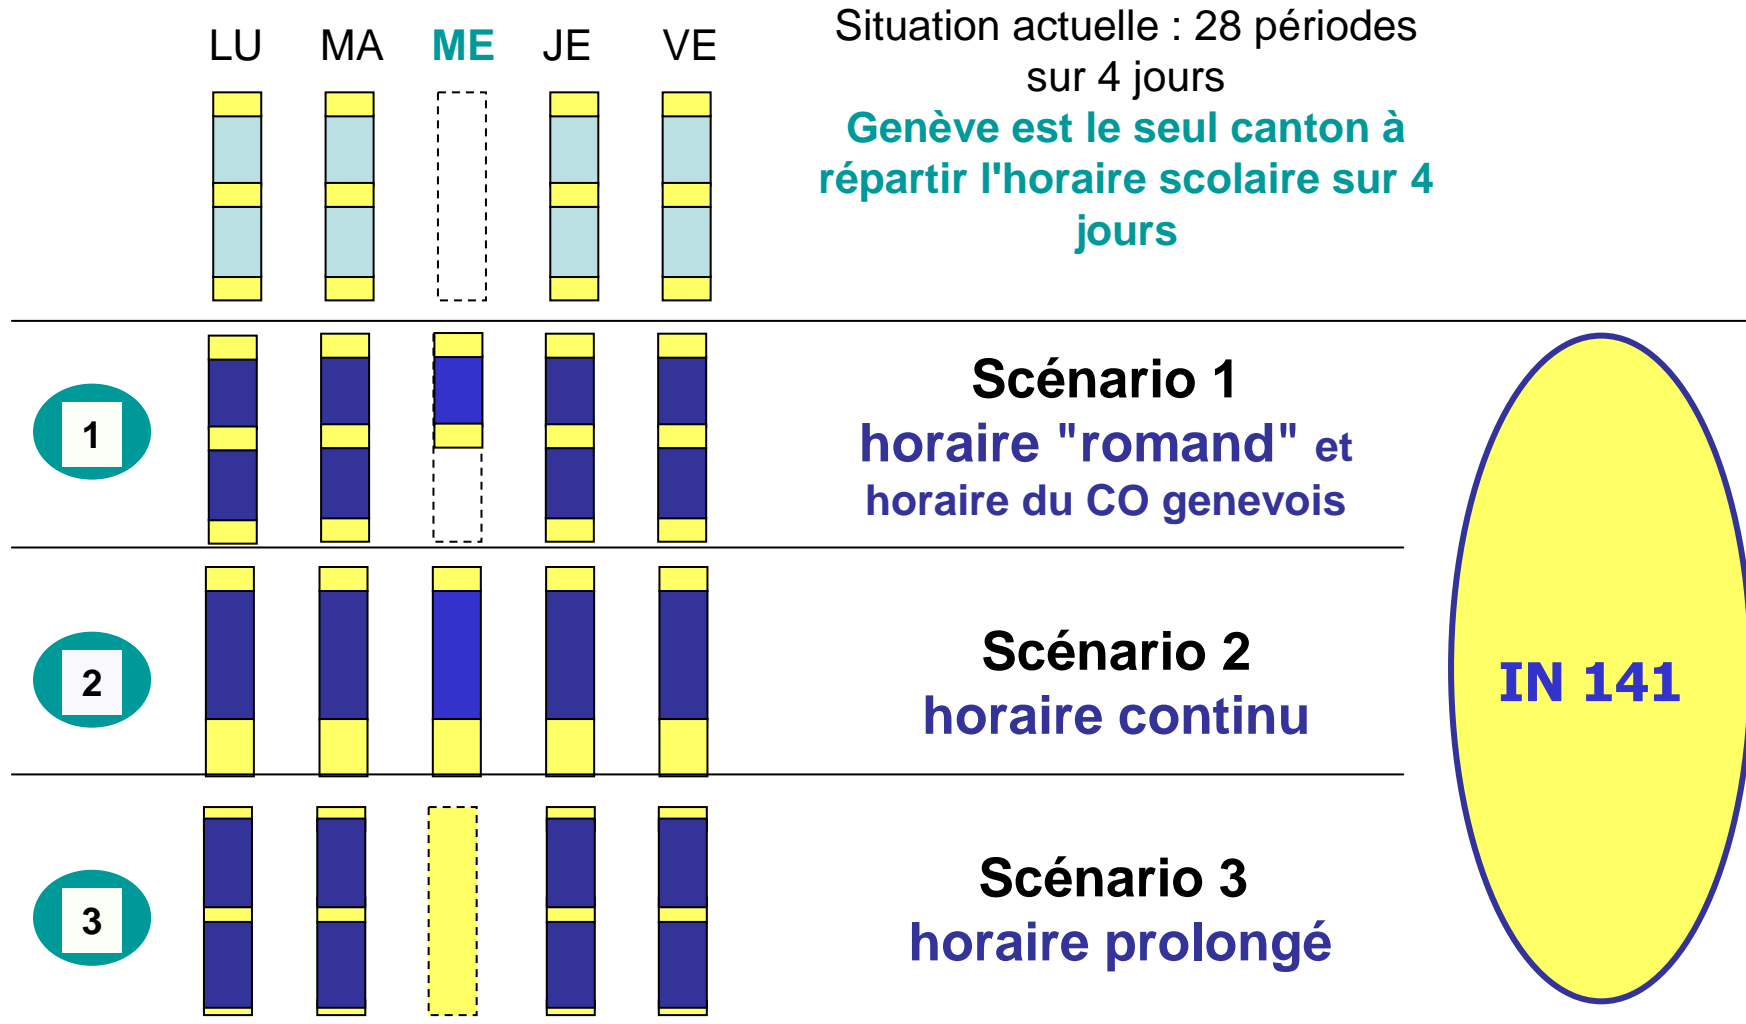 LU MA ME JE VE
Situation actuelle : 28 périodes
sur 4 jours
Genève est le seul canton à
répartir l'horaire scolaire sur 4
jours
1
Scénario 1
horaire "romand" et
horaire du CO genevois
2
Scénario 2
horaire continu
IN 141
3
Scénario 3
horaire prolongé